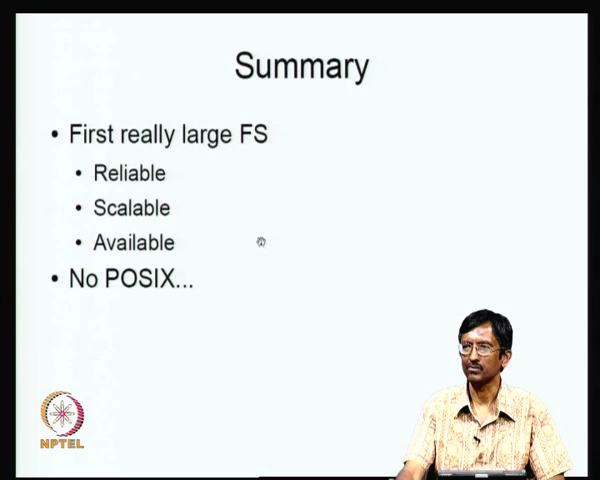 Summary
• First really large FS
• Reliable
• Scalable
• Available
• No POSIX...
NPTEL